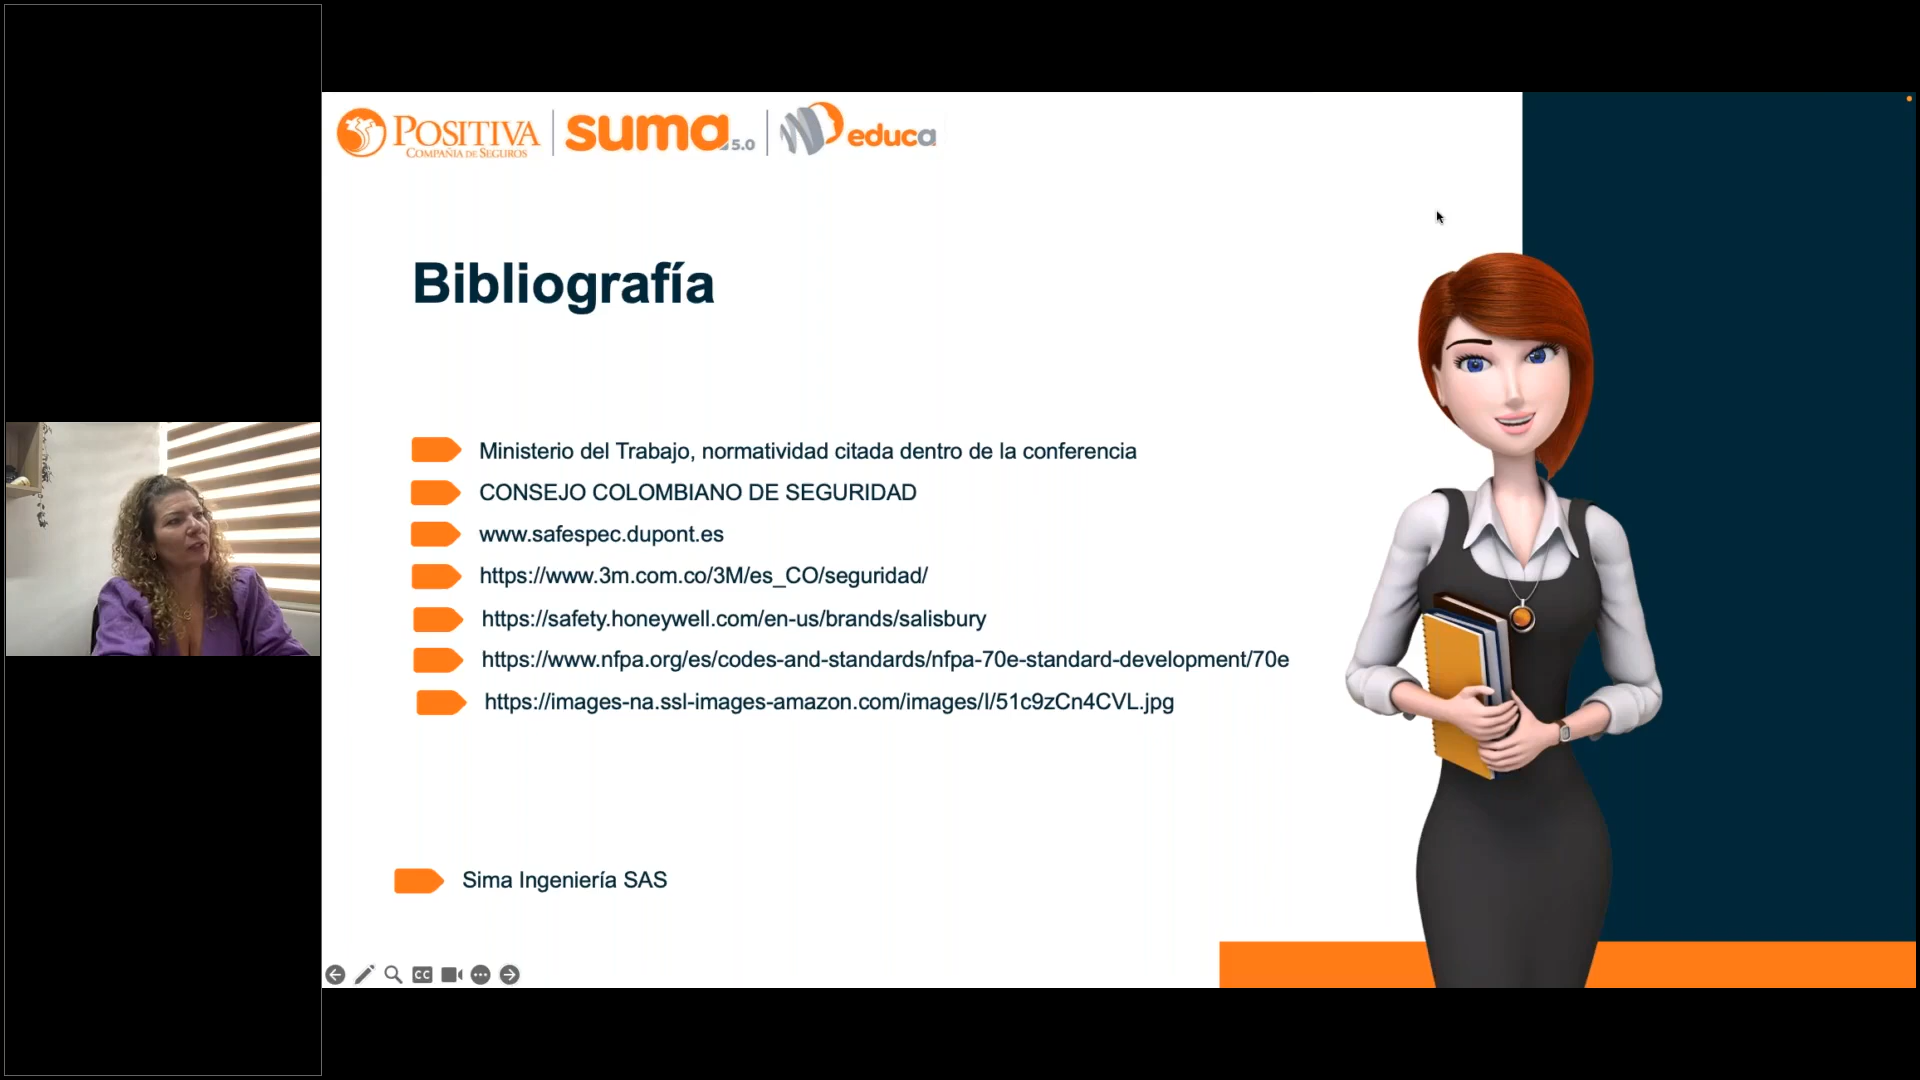 POSITIVA
COMPAÑIA DE SEGUROS
suma 5.0
educa
Bibliografía
Ministerio del Trabajo, normatividad citada dentro de la conferencia
CONSEJO COLOMBIANO DE SEGURIDAD
www.safespec.dupont.es
https://www.3m.com.co/3M/es_CO/seguridad/
https://safety.honeywell.com/en-us/brands/salisbury
https://www.nfpa.org/es/codes-and-standards/nfpa-70e-standard-development/70e
https://images-na.ssl-images-amazon.com/images/I/51c9zCn4CVL.jpg
Sima Ingeniería SAS
CC